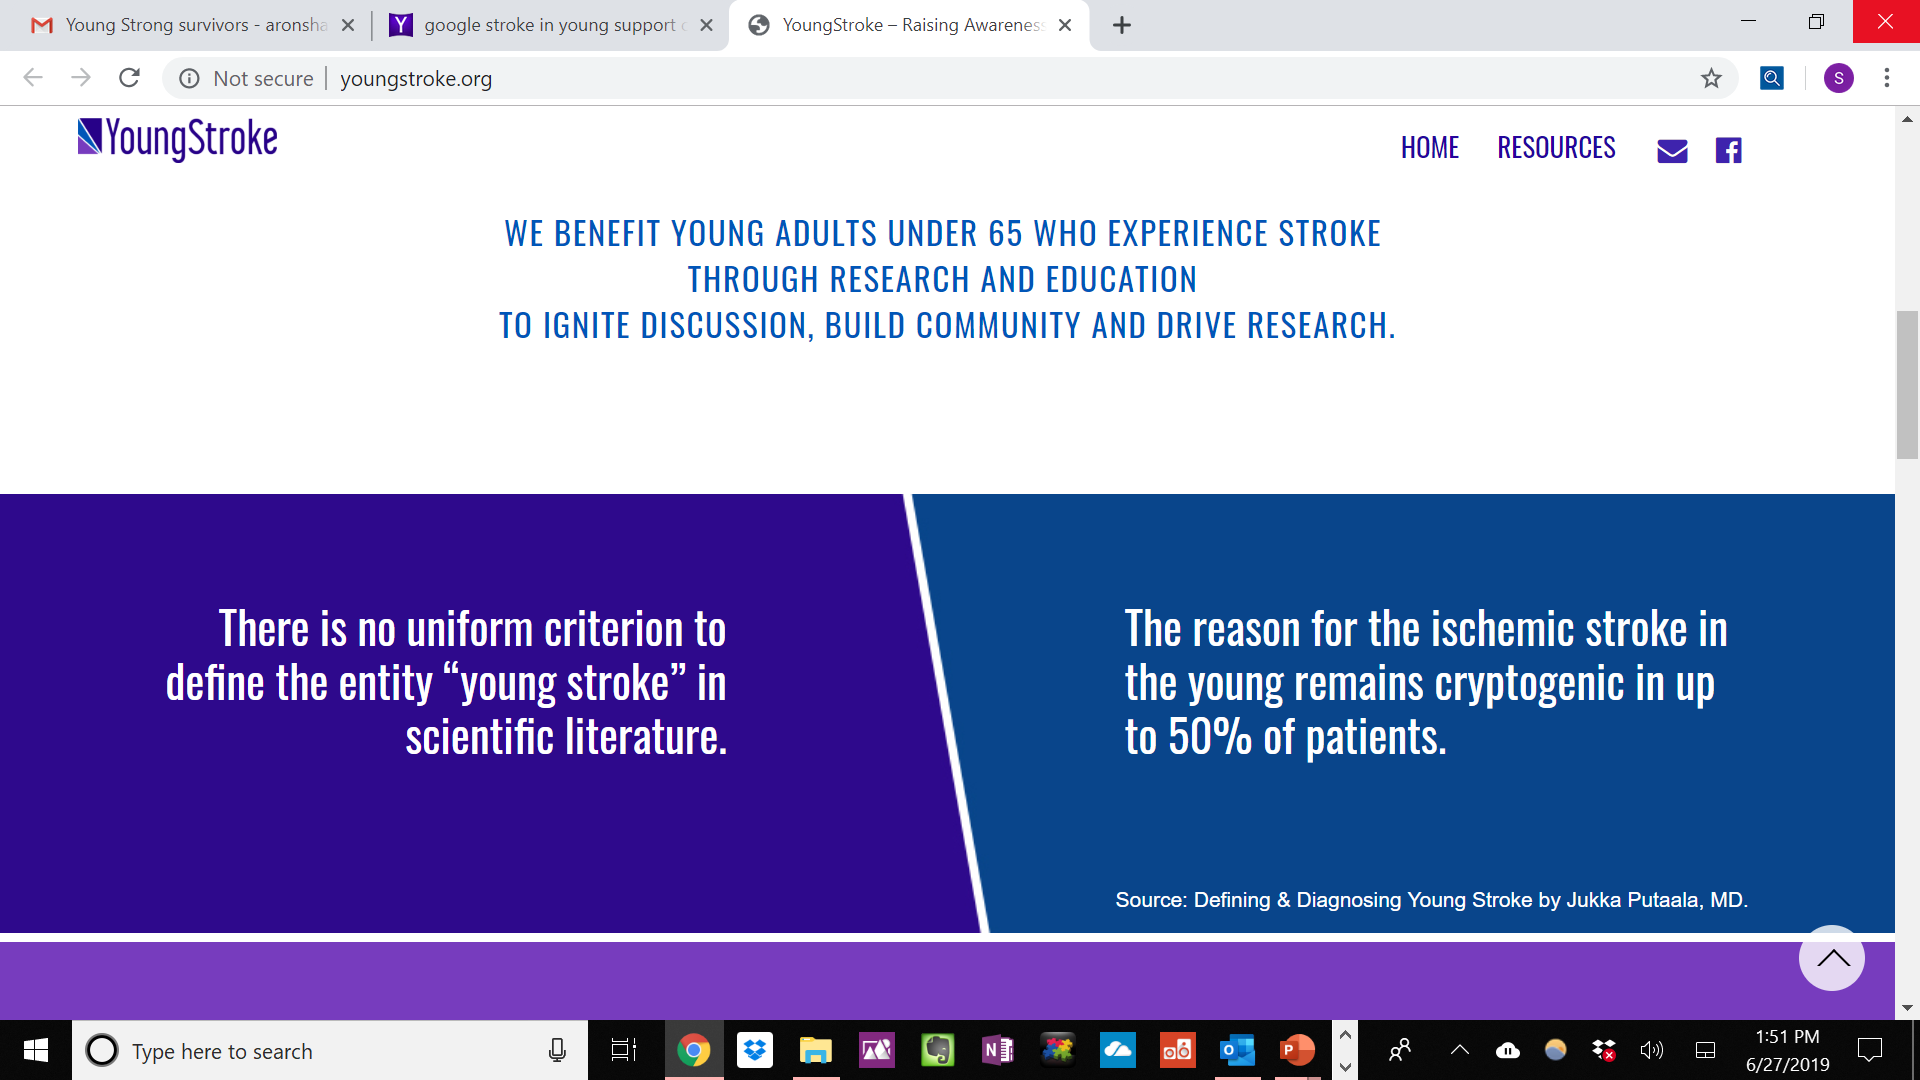 Young Strong survivors - aronsha
google stroke in young support
YoungStroke – Raising Awareness
Not secure
youngstroke.org
S
YoungStroke
HOME
RESOURCES
WE BENEFIT YOUNG ADULTS UNDER 65 WHO EXPERIENCE STROKE
THROUGH RESEARCH AND EDUCATION
TO IGNITE DISCUSSION, BUILD COMMUNITY AND DRIVE RESEARCH.
There is no uniform criterion to
define the entity “young stroke” in
scientific literature.
The reason for the ischemic stroke in
the young remains cryptogenic in up
to 50% of patients.
Source: Defining & Diagnosing Young Stroke by Jukka Putaala, MD.
Type here to search
1:51 PM
6/27/2019